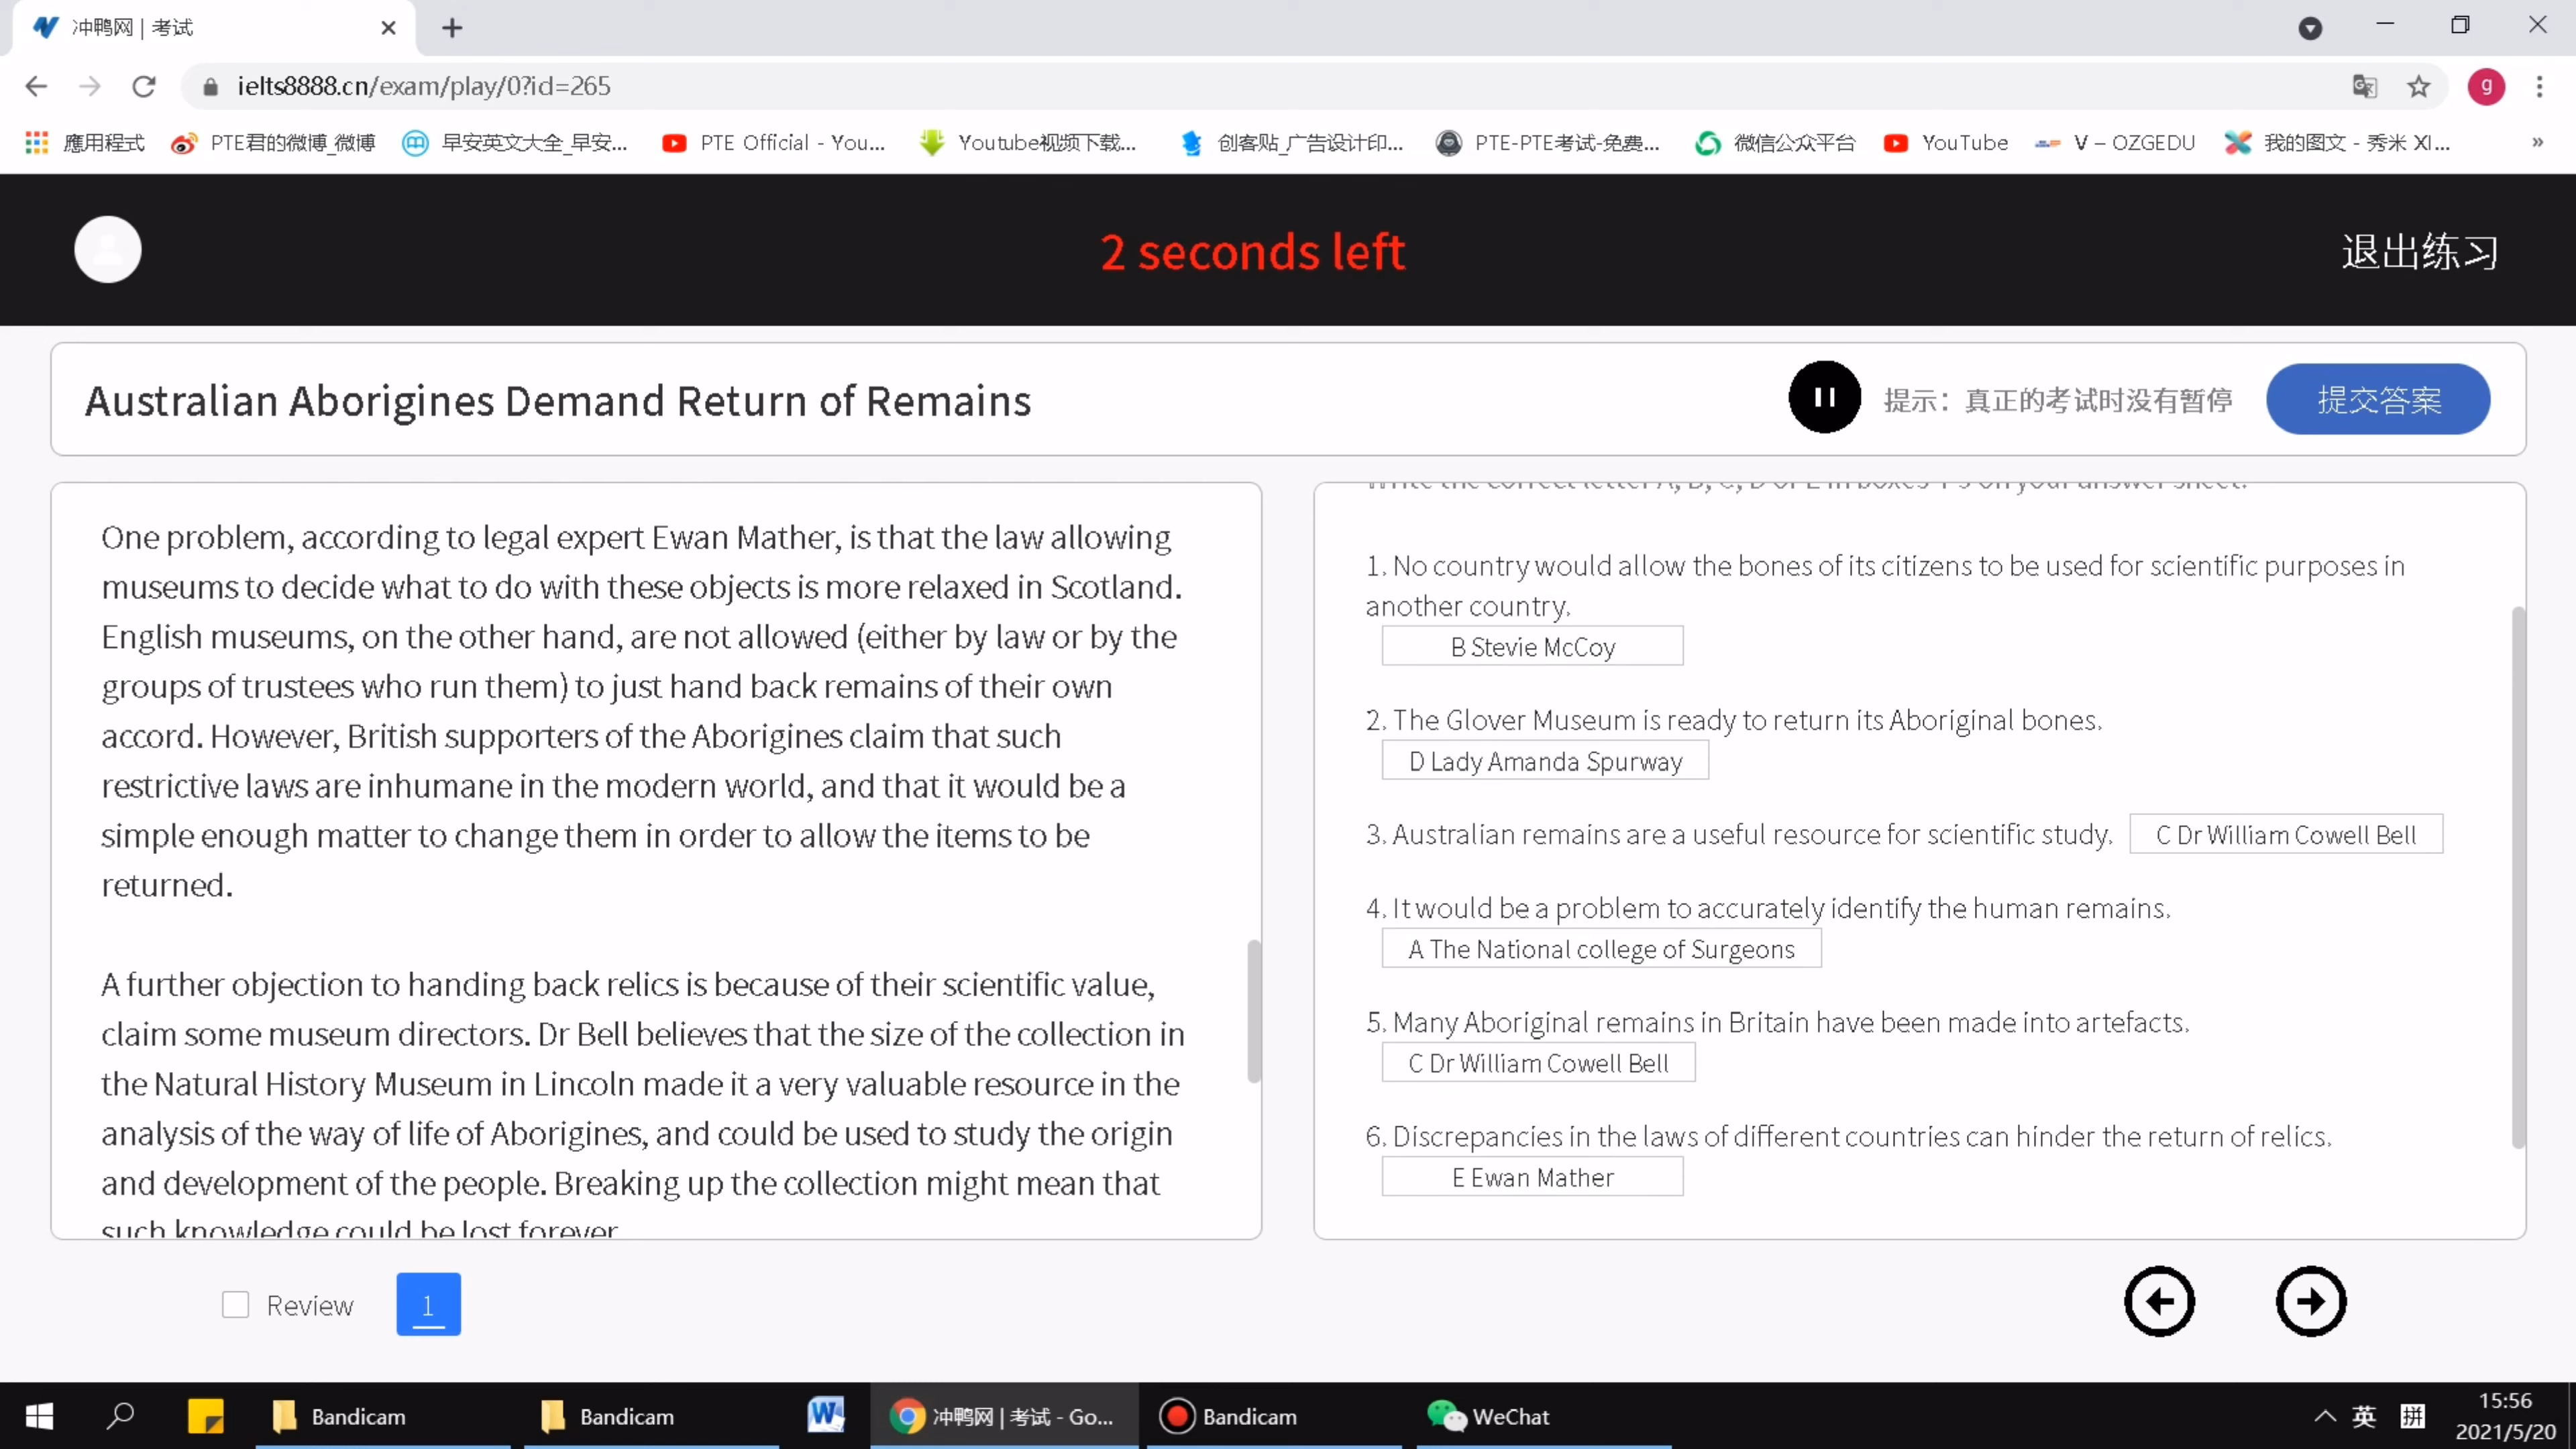 冲鸭网 | 考试
ielts8888.cn/exam/play/0?id=265
g
應用程式
PTE君的微博_微博
早安英文大全_早安...
PTE Official - You...
Youtube视频下载...
创客贴_广告设计印...
PTE-PTE考试-免费...
微信公众平台
YouTube
V – OZGEDU
我的图文 - 秀米 XI...
»
2 seconds left
退出练习
Australian Aborigines Demand Return of Remains
提示：真正的考试时没有暂停
提交答案
One problem, according to legal expert Ewan Mather, is that the law allowing
museums to decide what to do with these objects is more relaxed in Scotland.
English museums, on the other hand, are not allowed (either by law or by the
groups of trustees who run them) to just hand back remains of their own
accord. However, British supporters of the Aborigines claim that such
restrictive laws are inhumane in the modern world, and that it would be a
simple enough matter to change them in order to allow the items to be
returned.
A further objection to handing back relics is because of their scientific value,
claim some museum directors. Dr Bell believes that the size of the collection in
the Natural History Museum in Lincoln made it a very valuable resource in the
analysis of the way of life of Aborigines, and could be used to study the origin
and development of the people. Breaking up the collection might mean that
such knowledge could be lost forever
Write the correct letter A, B, C, D or E in boxes 1-9 on your answer sheet.
1. No country would allow the bones of its citizens to be used for scientific purposes in
another country.
B Stevie McCoy
2. The Glover Museum is ready to return its Aboriginal bones.
D Lady Amanda Spurway
3. Australian remains are a useful resource for scientific study. C Dr William Cowell Bell
4. It would be a problem to accurately identify the human remains.
A The National college of Surgeons
5. Many Aboriginal remains in Britain have been made into artefacts.
C Dr William Cowell Bell
6. Discrepancies in the laws of different countries can hinder the return of relics.
E Ewan Mather
Review
1
Bandicam
Bandicam
W
冲鸭网 | 考试 - Go...
Bandicam
WeChat
英
拼
15:56
2021/5/20